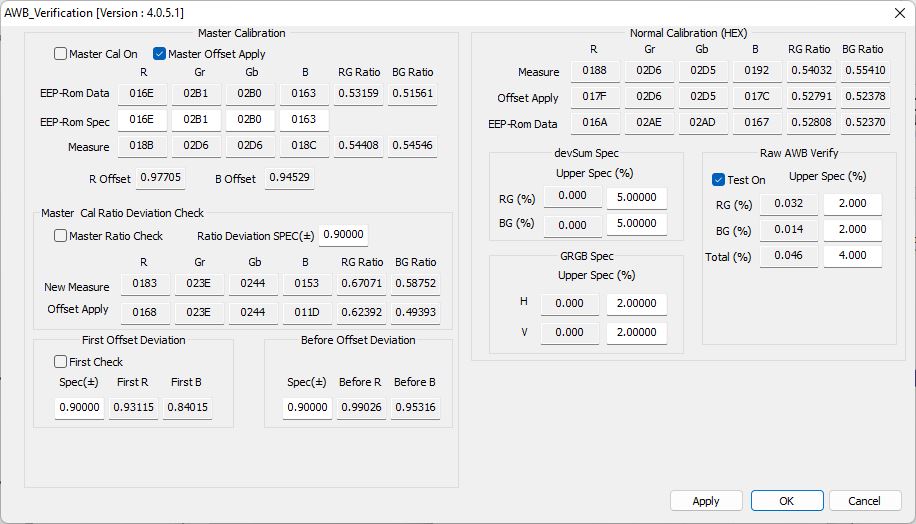 AWB_Verification [Version : 4.0.5.1]
Master Calibration
Master Cal On Master Offset Apply
R Gr Gb B RG Ratio BG Ratio
EEP-Rom Data 016E 02B1 02B0 0163 0.53159 0.51561
EEP-Rom Spec 016E 02B1 02B0 0163
Measure 018B 02D6 02D6 018C 0.54408 0.54546
R Offset 0.97705 B Offset 0.94529
Master Cal Ratio Deviation Check
Master Ratio Check Ratio Deviation SPEC(±) 0.90000
R Gr Gb B RG Ratio BG Ratio
New Measure 0183 023E 0244 0153 0.67071 0.58752
Offset Apply 0168 023E 0244 011D 0.62392 0.49393
First Offset Deviation
First Check
Spec(±) First R First B
0.90000 0.93115 0.84015
Before Offset Deviation
Spec(±) Before R Before B
0.90000 0.99026 0.95316
Normal Calibration (HEX)
R Gr Gb B RG Ratio BG Ratio
Measure 0188 02D6 02D5 0192 0.54032 0.55410
Offset Apply 017F 02D6 02D5 017C 0.52791 0.52378
EEP-Rom Data 016A 02AE 02AD 0167 0.52808 0.52370
devSum Spec
Upper Spec (%)
RG (%) 0.000 5.00000
BG (%) 0.000 5.00000
GRGB Spec
Upper Spec (%)
H 0.000 2.00000
V 0.000 2.00000
Raw AWB Verify
Test On Upper Spec (%)
RG (%) 0.032 2.000
BG (%) 0.014 2.000
Total (%) 0.046 4.000
Apply OK Cancel